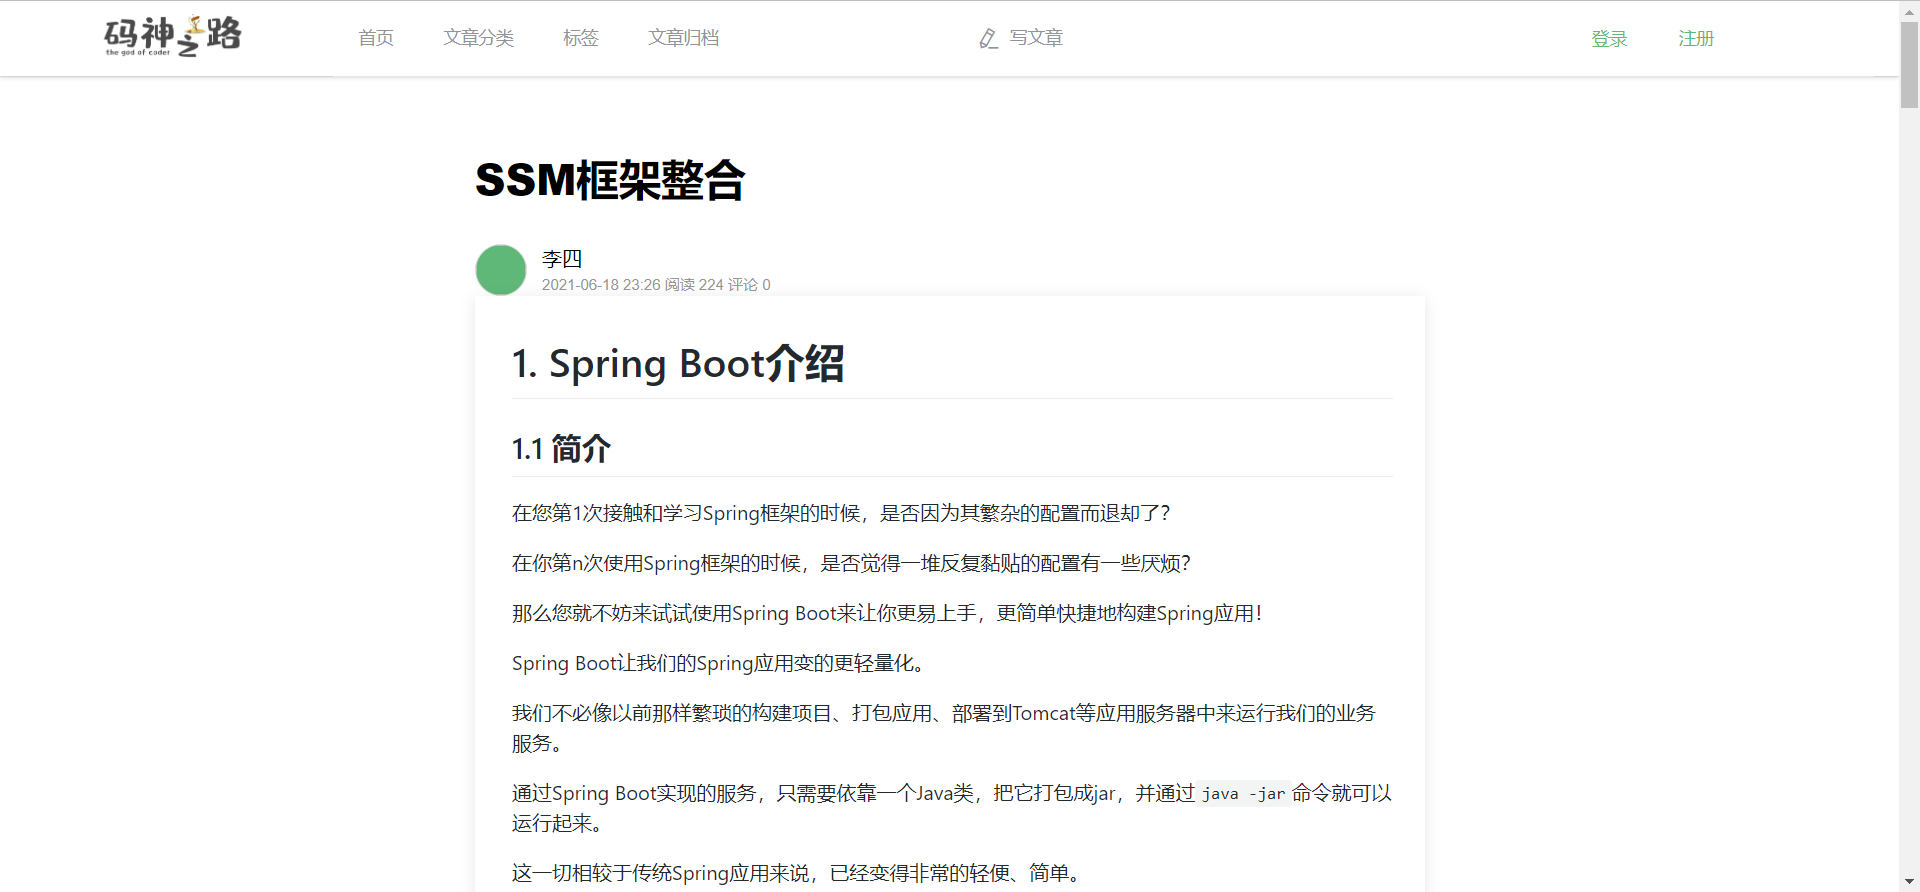 码神之路
the god of coder
首页 文章分类 标签 文章归档 写文章 登录 注册
SSM框架整合
李四
2021-06-18 23:26 阅读 224 评论 0
1. Spring Boot介绍
1.1 简介
在您第1次接触和学习Spring框架的时候，是否因为其繁杂的配置而退却了？
在你第n次使用Spring框架的时候，是否觉得一堆反复黏贴的配置有一些厌烦？
那么您就不妨来试试使用Spring Boot来让你更易上手，更简单快捷地构建Spring应用！
Spring Boot让我们的Spring应用变的更轻量化。
我们不必像以前那样繁琐的构建项目、打包应用、部署到Tomcat等应用服务器中来运行我们的业务
服务。
通过Spring Boot实现的服务，只需要依靠一个Java类，把它打包成jar，并通过java -jar命令就可以
运行起来。
这一切相较于传统Spring应用来说，已经变得非常的轻便、简单。